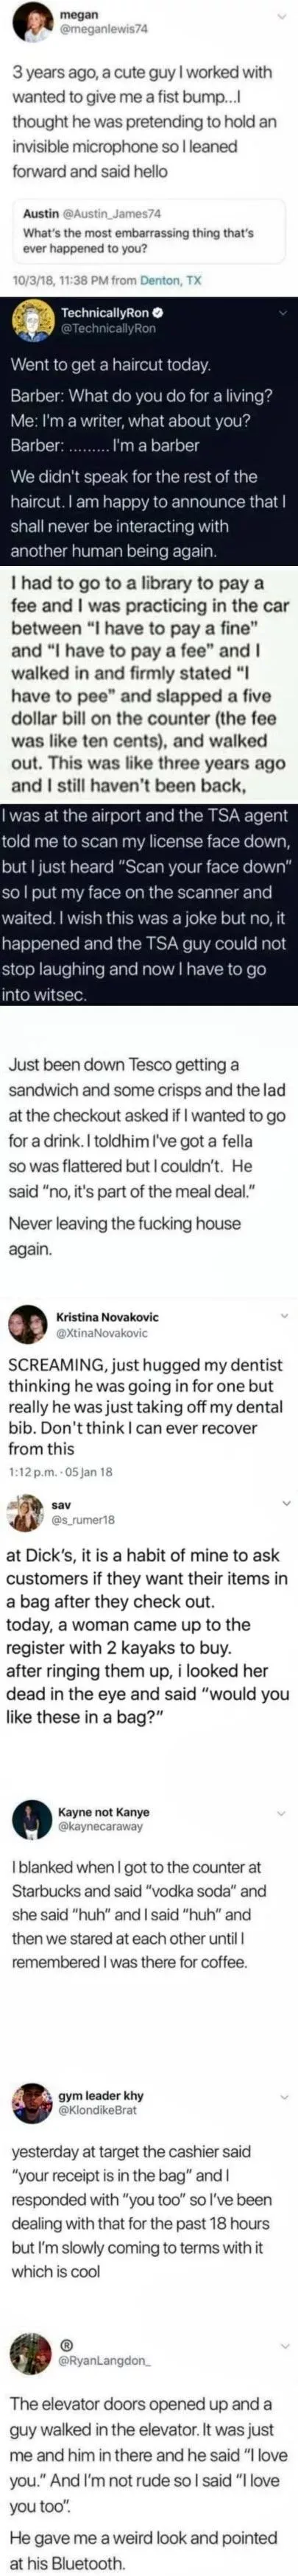 megan
@meganlewis74
3 years ago, a cute guy I worked with
wanted to give me a fist bump...I
thought he was pretending to hold an
invisible microphone so I leaned
forward and said hello
Austin @Austin_James74
What's the most embarrassing thing that's
ever happened to you?
10/3/18, 11:38 PM from Denton, TX
TechnicallyRon
@TechnicallyRon
Went to get a haircut today.
Barber: What do you do for a living?
Me: I'm a writer, what about you?
Barber: ......... I'm a barber
We didn't speak for the rest of the
haircut. I am happy to announce that I
shall never be interacting with
another human being again.
I had to go to a library to pay a
fee and I was practicing in the car
between "I have to pay a fine"
and "I have to pay a fee" and I
walked in and firmly stated "I
have to pee" and slapped a five
dollar bill on the counter (the fee
was like ten cents), and walked
out. This was like three years ago
and I still haven't been back,
I was at the airport and the TSA agent
told me to scan my license face down,
but I just heard "Scan your face down"
so I put my face on the scanner and
waited. I wish this was a joke but no, it
happened and the TSA guy could not
stop laughing and now I have to go
into witsec.
Just been down Tesco getting a
sandwich and some crisps and the lad
at the checkout asked if I wanted to go
for a drink. I toldhim I've got a fella
so was flattered but I couldn't. He
said "no, it's part of the meal deal."
Never leaving the fucking house
again.
Kristina Novakovic
@XtinaNovakovic
SCREAMING, just hugged my dentist
thinking he was going in for one but
really he was just taking off my dental
bib. Don't think I can ever recover
from this
1:12 p.m. · 05 Jan 18
sav
@s_rumer18
at Dick's, it is a habit of mine to ask
customers if they want their items in
a bag after they check out.
today, a woman came up to the
register with 2 kayaks to buy.
after ringing them up, i looked her
dead in the eye and said "would you
like these in a bag?"
Kayne not Kanye
@kaynecaraway
I blanked when I got to the counter at
Starbucks and said "vodka soda" and
she said "huh" and I said "huh" and
then we stared at each other until I
remembered I was there for coffee.
gym leader khy
@KlondikeBrat
yesterday at target the cashier said
"your receipt is in the bag" and I
responded with "you too" so I've been
dealing with that for the past 18 hours
but I'm slowly coming to terms with it
which is cool
®
@RyanLangdon_
The elevator doors opened up and a
guy walked in the elevator. It was just
me and him in there and he said "I love
you." And I'm not rude so I said "I love
you too".
He gave me a weird look and pointed
at his Bluetooth.